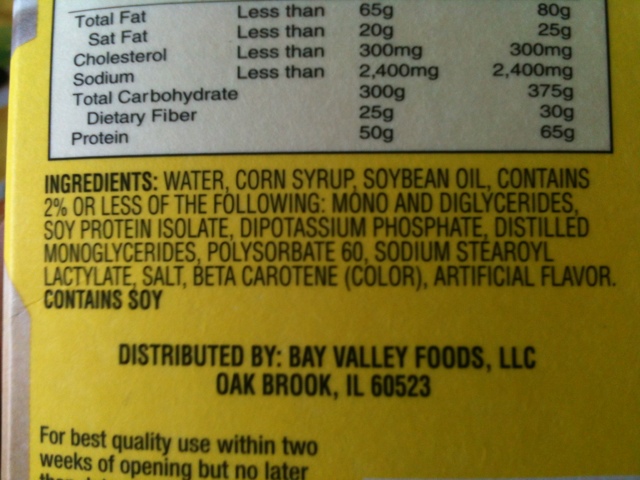 Total Fat Less than 65g 80g
Sat Fat Less than 20g 25g
Cholesterol Less than 300mg 300mg
Sodium Less than 2,400mg 2,400mg
Total Carbohydrate 300g 375g
Dietary Fiber 25g 30g
Protein 50g 65g
INGREDIENTS: WATER, CORN SYRUP, SOYBEAN OIL, CONTAINS
2% OR LESS OF THE FOLLOWING: MONO AND DIGLYCERIDES,
SOY PROTEIN ISOLATE, DIPOTASSIUM PHOSPHATE, DISTILLED
MONOGLYCERIDES, POLYSORBATE 60, SODIUM STEAROYL
LACTYLATE, SALT, BETA CAROTENE (COLOR), ARTIFICIAL FLAVOR.
CONTAINS SOY
DISTRIBUTED BY: BAY VALLEY FOODS, LLC
OAK BROOK, IL 60523
For best quality use within two
weeks of opening but no later